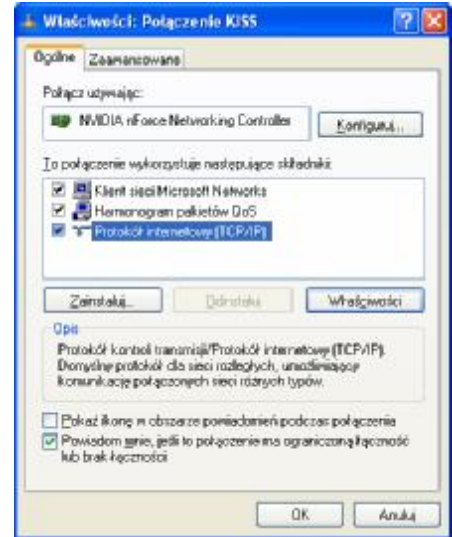 Właściwości: Połączenie KISS
Ogólne Zaawansowane
Połącz używając:
NVIDIA nForce Networking Controller Konfiguruj...
To połączenie wykorzystuje następujące składniki:
Klient sieci Microsoft Networks
Harmonogram pakietów QoS
Protokół internetowy (TCP/IP)
Zainstaluj... Odinstaluj Właściwości
Opis
Protokół kontroli transmisji/Protokół internetowy (TCP/IP).
Domyślny protokół dla sieci rozległych, umożliwiający
komunikację połączonych sieci różnych typów.
Pokaż ikonę w obszarze powiadomień podczas połączenia
Powiadom mnie, jeśli to połączenie ma ograniczoną łączność
lub brak łączności
OK Anuluj